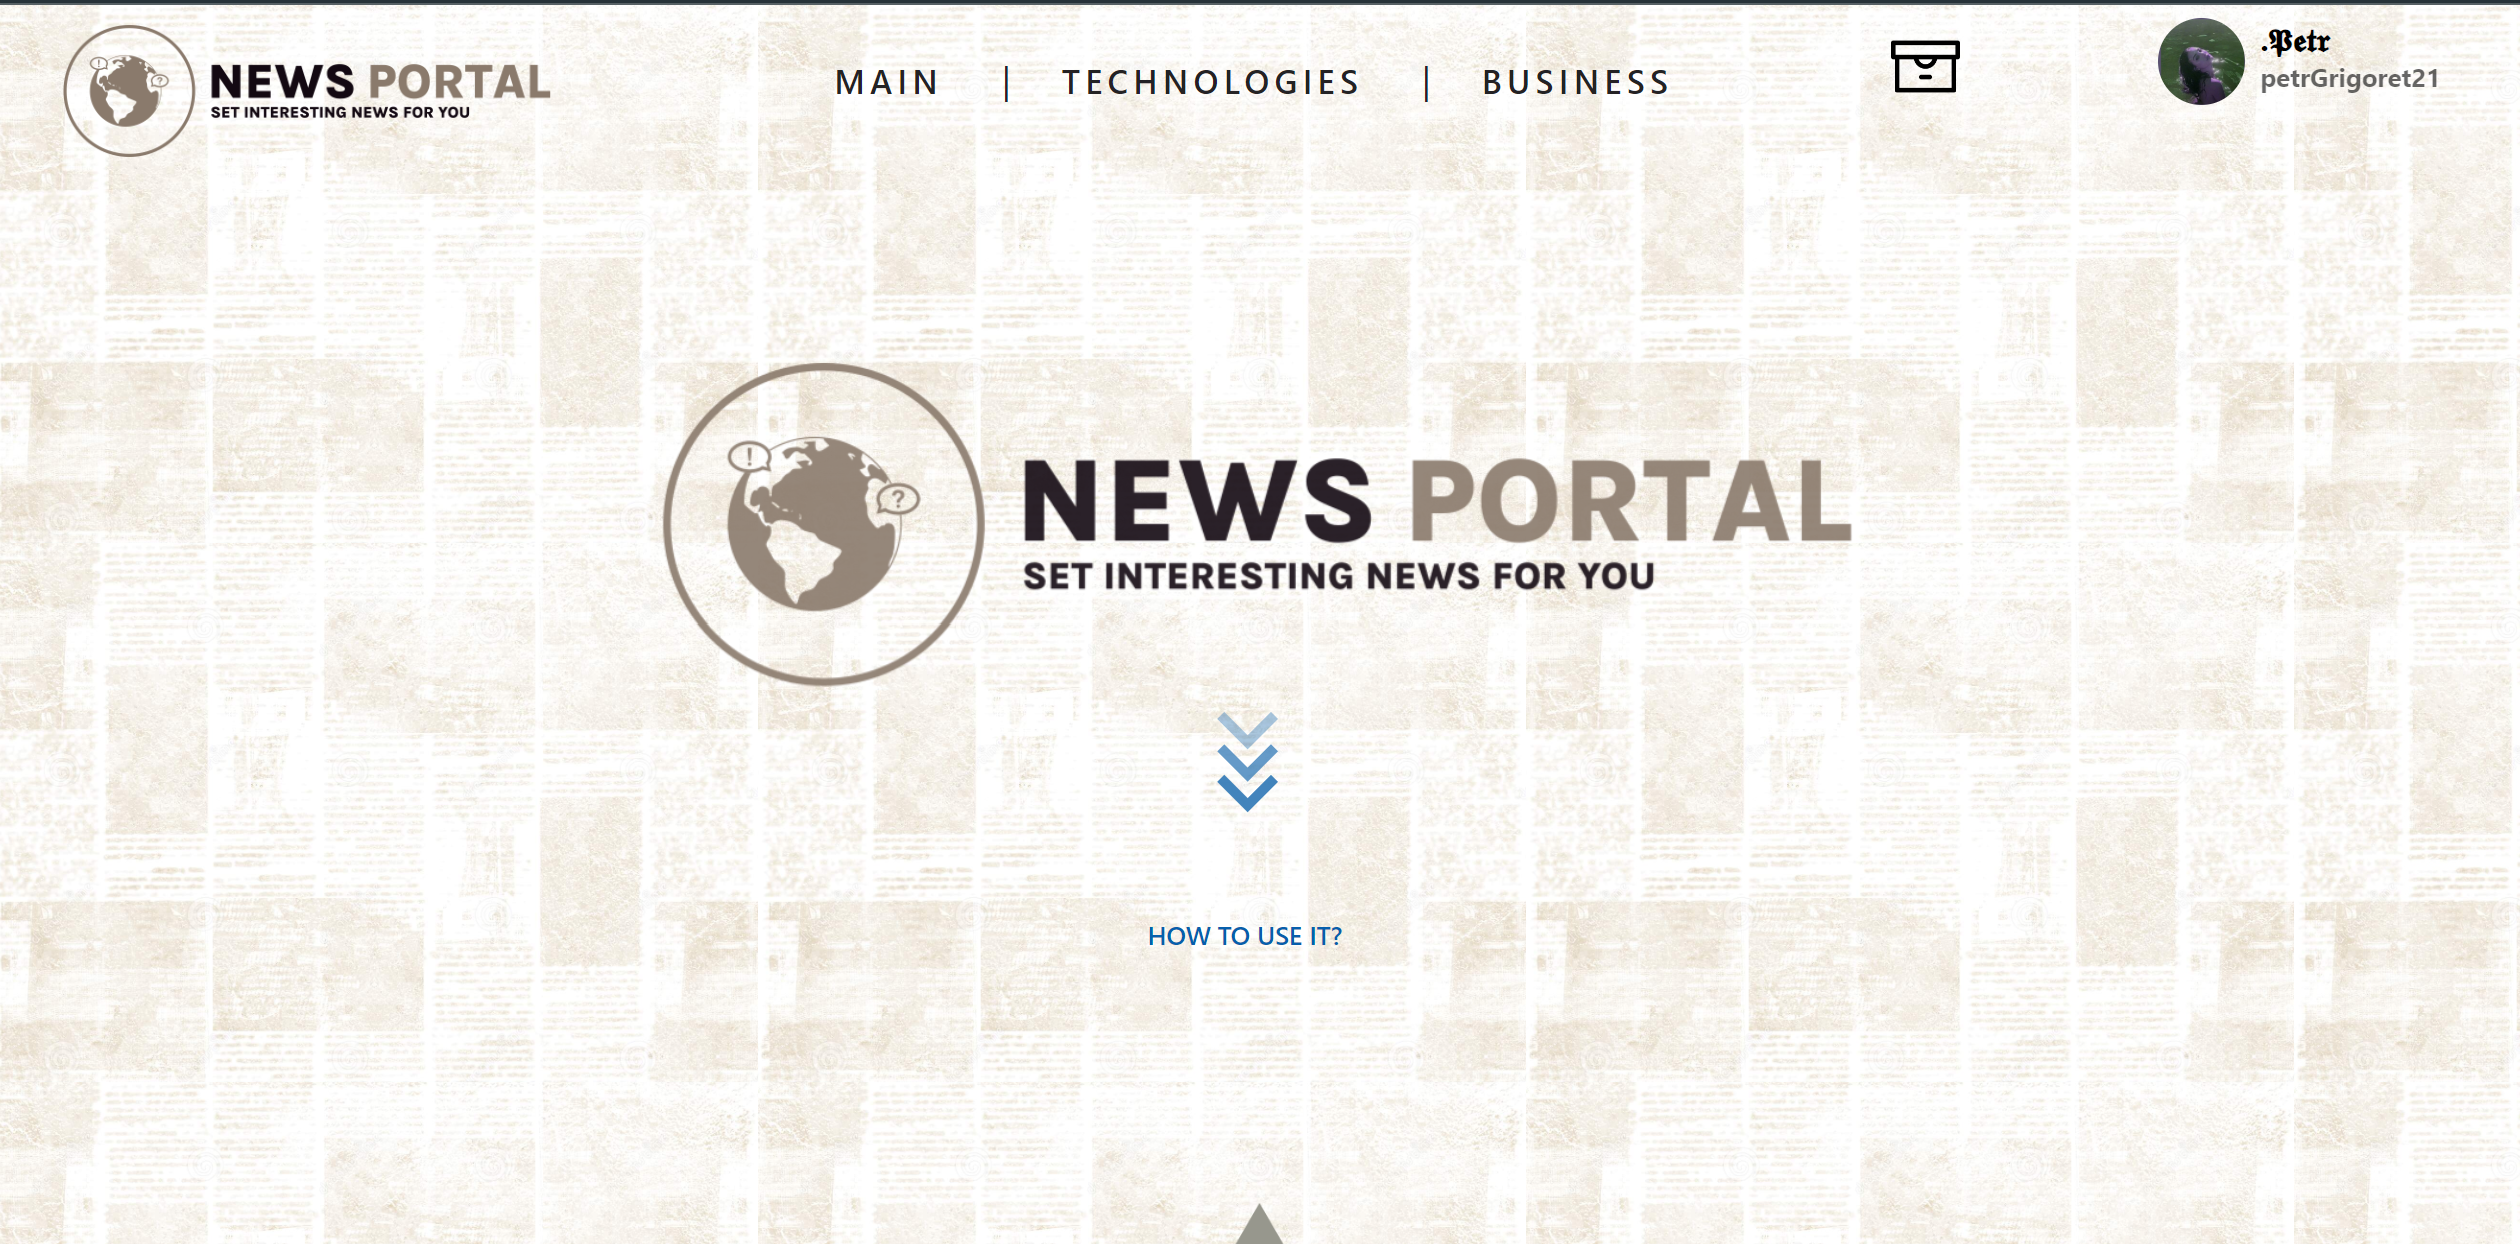 NEWS PORTAL
SET INTERESTING NEWS FOR YOU
MAIN | TECHNOLOGIES | BUSINESS
.𝕻𝖊𝖙𝖗
petrGrigoret21
!
?
NEWS PORTAL
SET INTERESTING NEWS FOR YOU
HOW TO USE IT?